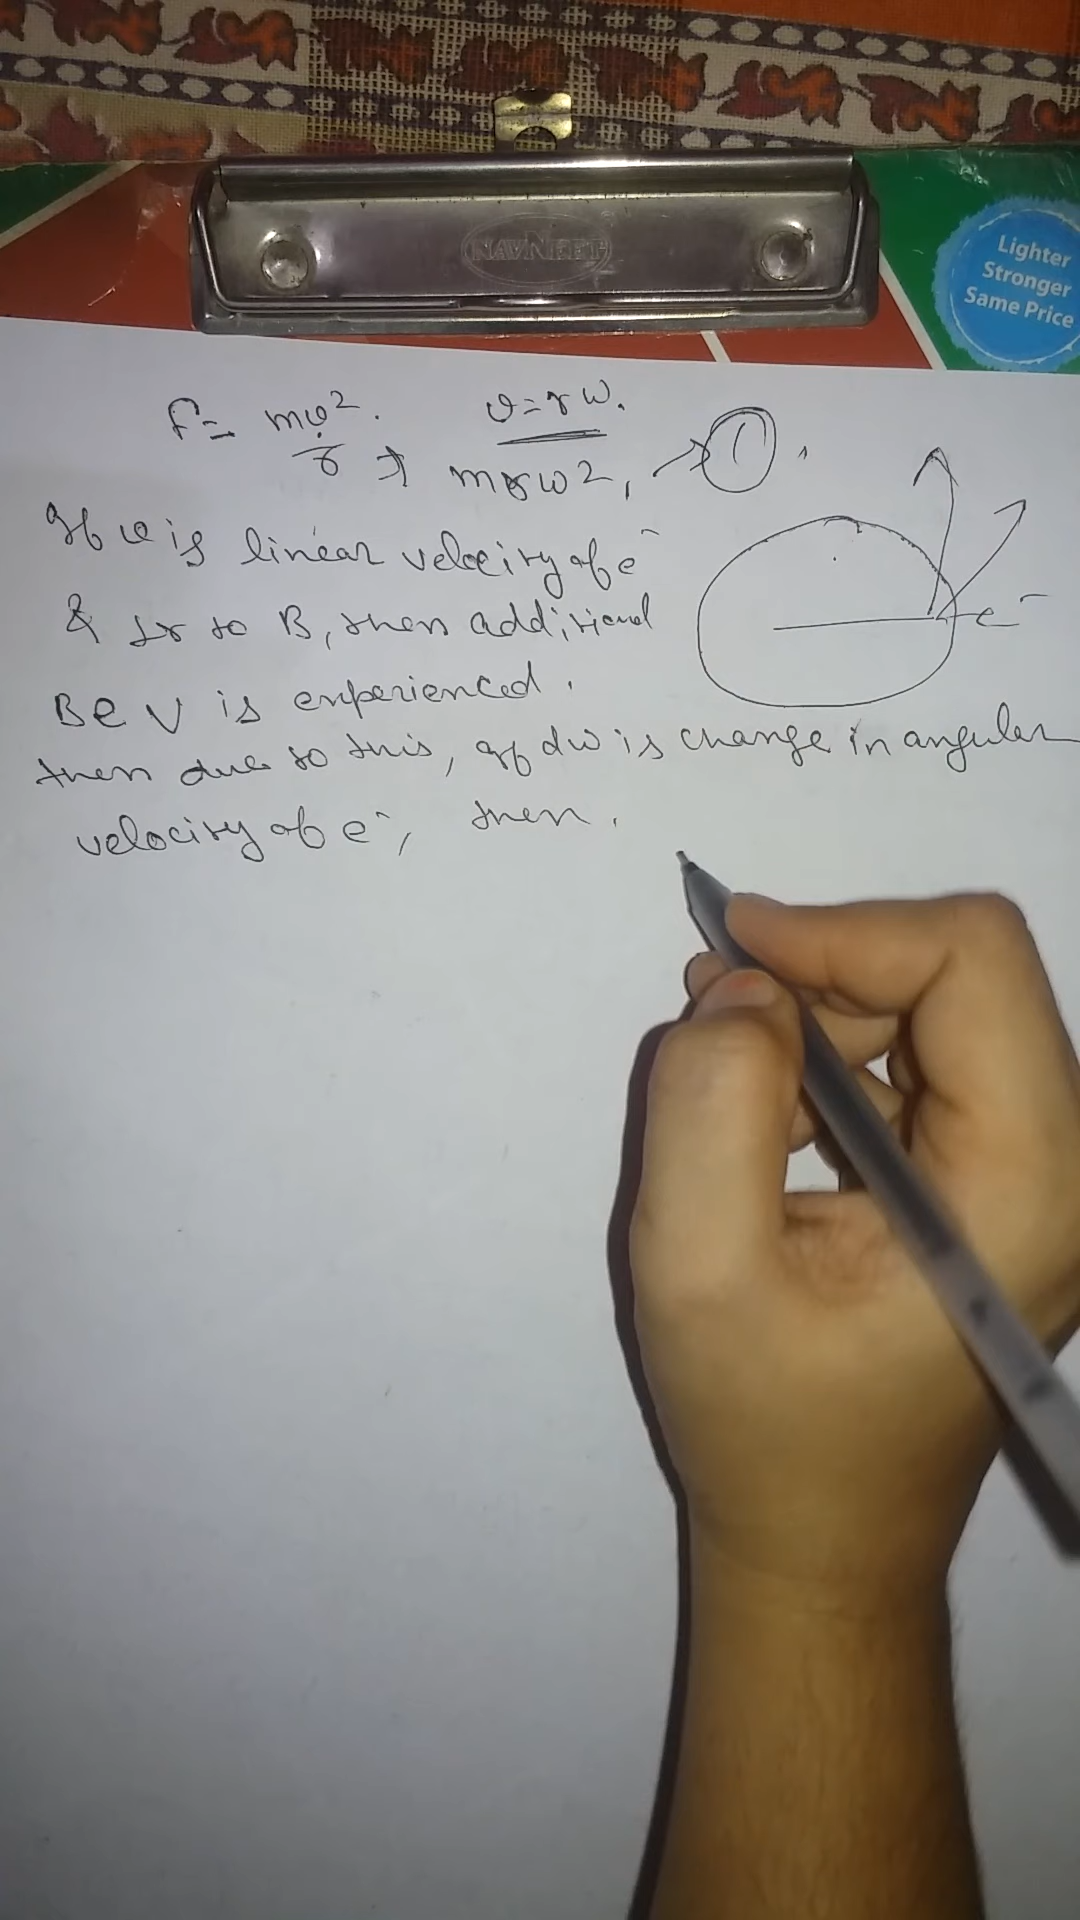 NAVNEET
Lighter
Stronger
Same Price
F = mv²/r v = rω.
⇒ mrω², → ①,
If v is linear velocity of e⁻
& ⊥r to B, then additional
e⁻
Bev is experienced.
then due to this, if dω is change in angular
velocity of e⁻, then,